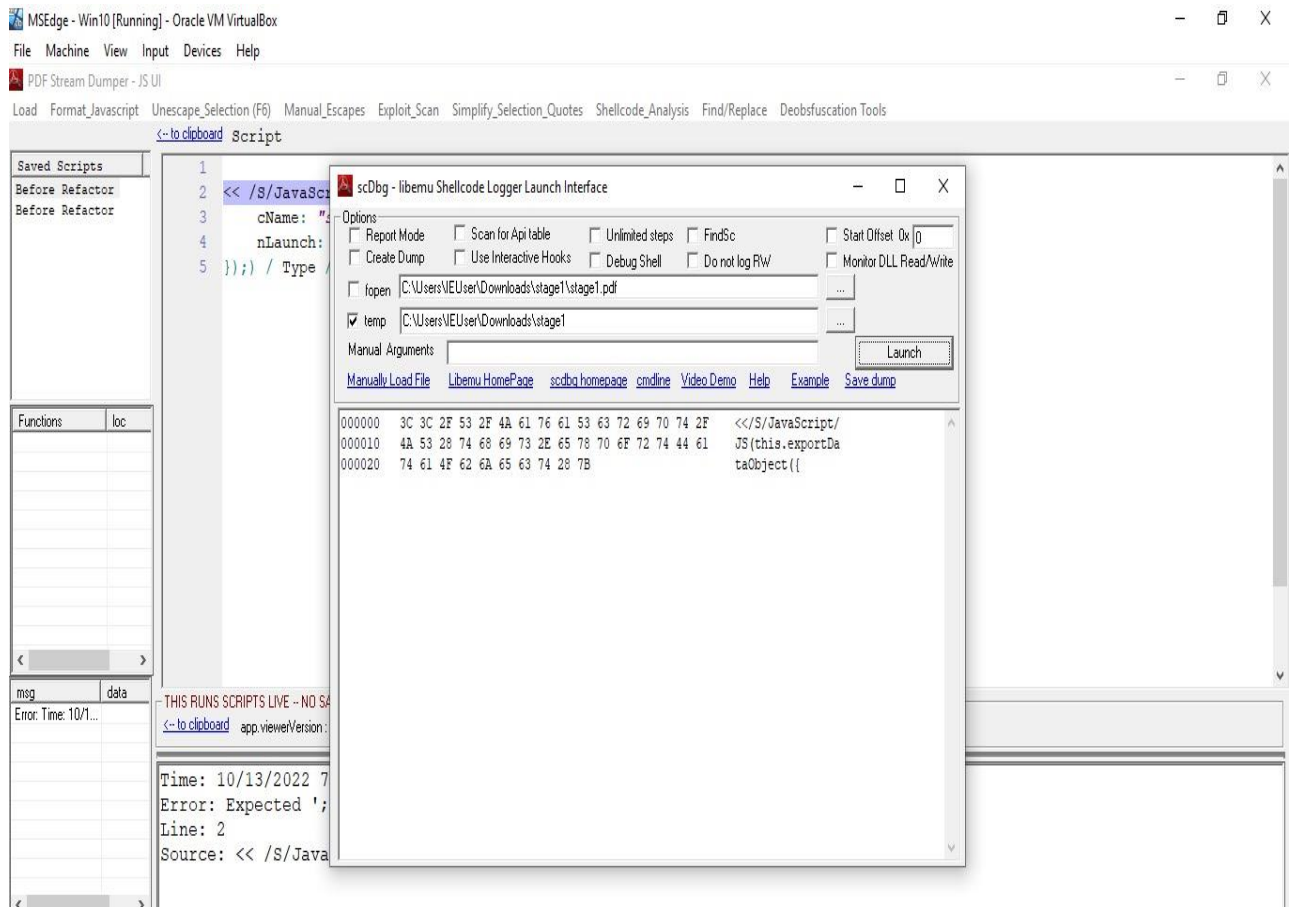 MSEdge - Win10 [Running] - Oracle VM VirtualBox
File Machine View Input Devices Help
PDF Stream Dumper - JS UI
Load Format_Javascript Unescape_Selection (F6) Manual_Escapes Exploit_Scan Simplify_Selection_Quotes Shellcode_Analysis Find/Replace Deobsfuscation Tools
<-- to clipboard Script
Saved Scripts
Before Refactor
Before Refactor
1
2 << /S/JavaScr
3 cName: "s
4 nLaunch:
5 });) / Type /
scDbg - libemu Shellcode Logger Launch Interface
Options
Report Mode Scan for Api table Unlimited steps FindSc Start Offset 0x 0
Create Dump Use Interactive Hooks Debug Shell Do not log RW Monitor DLL Read/Write
fopen C:\Users\IEUser\Downloads\stage1\stage1.pdf ...
temp C:\Users\IEUser\Downloads\stage1 ...
Manual Arguments Launch
Manually Load File Libemu HomePage scdbg homepage cmdline Video Demo Help Example Save dump
000000 3C 3C 2F 53 2F 4A 61 76 61 53 63 72 69 70 74 2F <</S/JavaScript/
000010 4A 53 28 74 68 69 73 2E 65 78 70 6F 72 74 44 61 JS(this.exportDa
000020 74 61 4F 62 6A 65 63 74 28 7B taObject({
Functions loc
msg data
Error: Time: 10/1...
THIS RUNS SCRIPTS LIVE -- NO SA
<-- to clipboard app.viewerVersion :
Time: 10/13/2022 7
Error: Expected ';
Line: 2
Source: << /S/Java